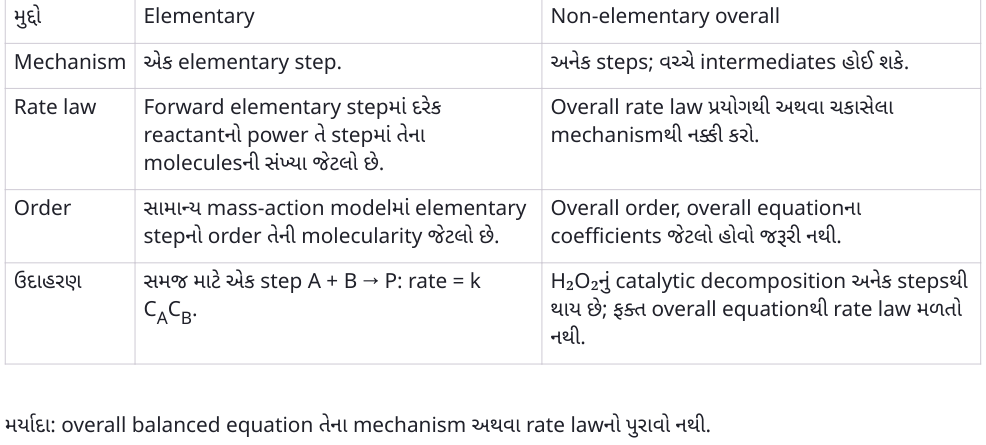 મુદ્દો Elementary Non-elementary overall
Mechanism એક elementary step. અનેક steps; વચ્ચે intermediates હોઈ શકે.
Rate law Forward elementary stepમાં દરેક Overall rate law પ્રયોગથી અથવા ચકાસેલા
reactantનો power તે stepમાં તેના mechanismથી નક્કી કરો.
moleculesની સંખ્યા જેટલો છે.
Order સામાન્ય mass-action modelમાં elementary Overall order, overall equationના
stepનો order તેની molecularity જેટલો છે. coefficients જેટલો હોવો જરૂરી નથી.
ઉદાહરણ સમજ માટે એક step A + B → P: rate = k H₂O₂નું catalytic decomposition અનેક stepsથી
C_AC_B. થાય છે; ફક્ત overall equationથી rate law મળતો
નથી.
મર્યાદા: overall balanced equation તેના mechanism અથવા rate lawનો પુરાવો નથી.